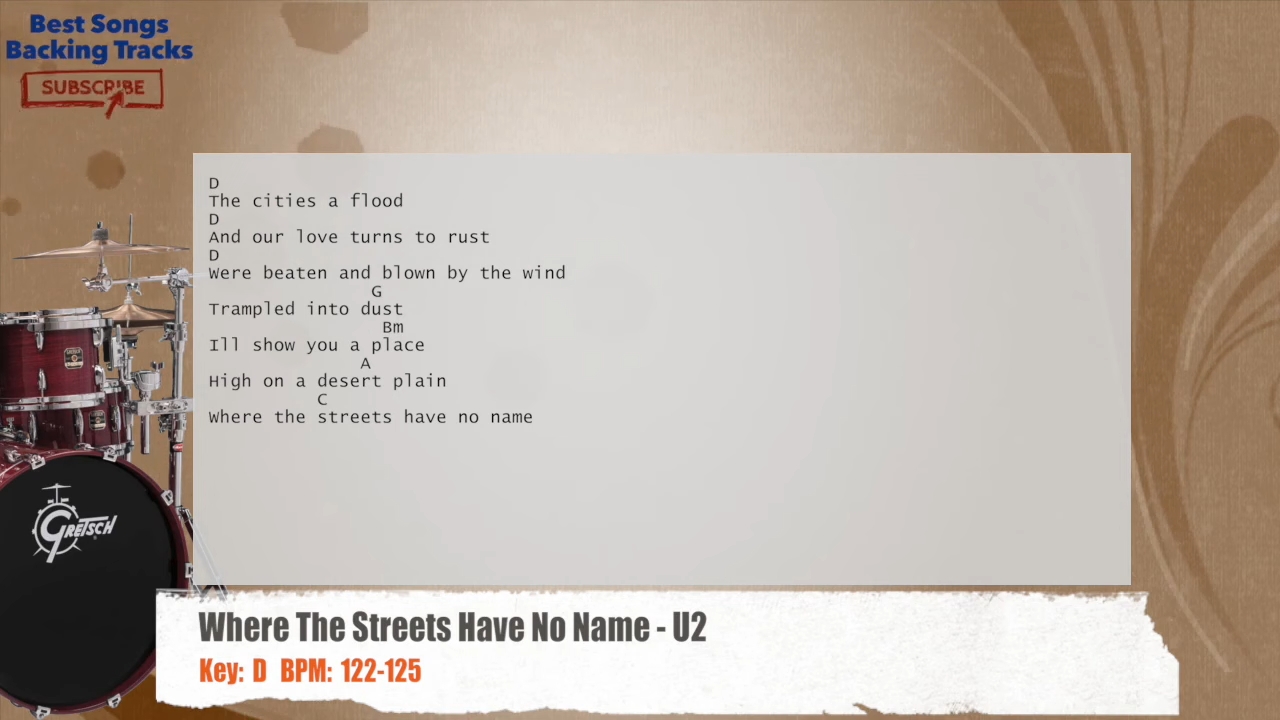 Best Songs
Backing Tracks
SUBSCRIBE
D
The cities a flood
D
And our love turns to rust
D
Were beaten and blown by the wind
G
Trampled into dust
Bm
Ill show you a place
A
High on a desert plain
C
Where the streets have no name
GRETSCH
Where The Streets Have No Name - U2
Key: D BPM: 122-125